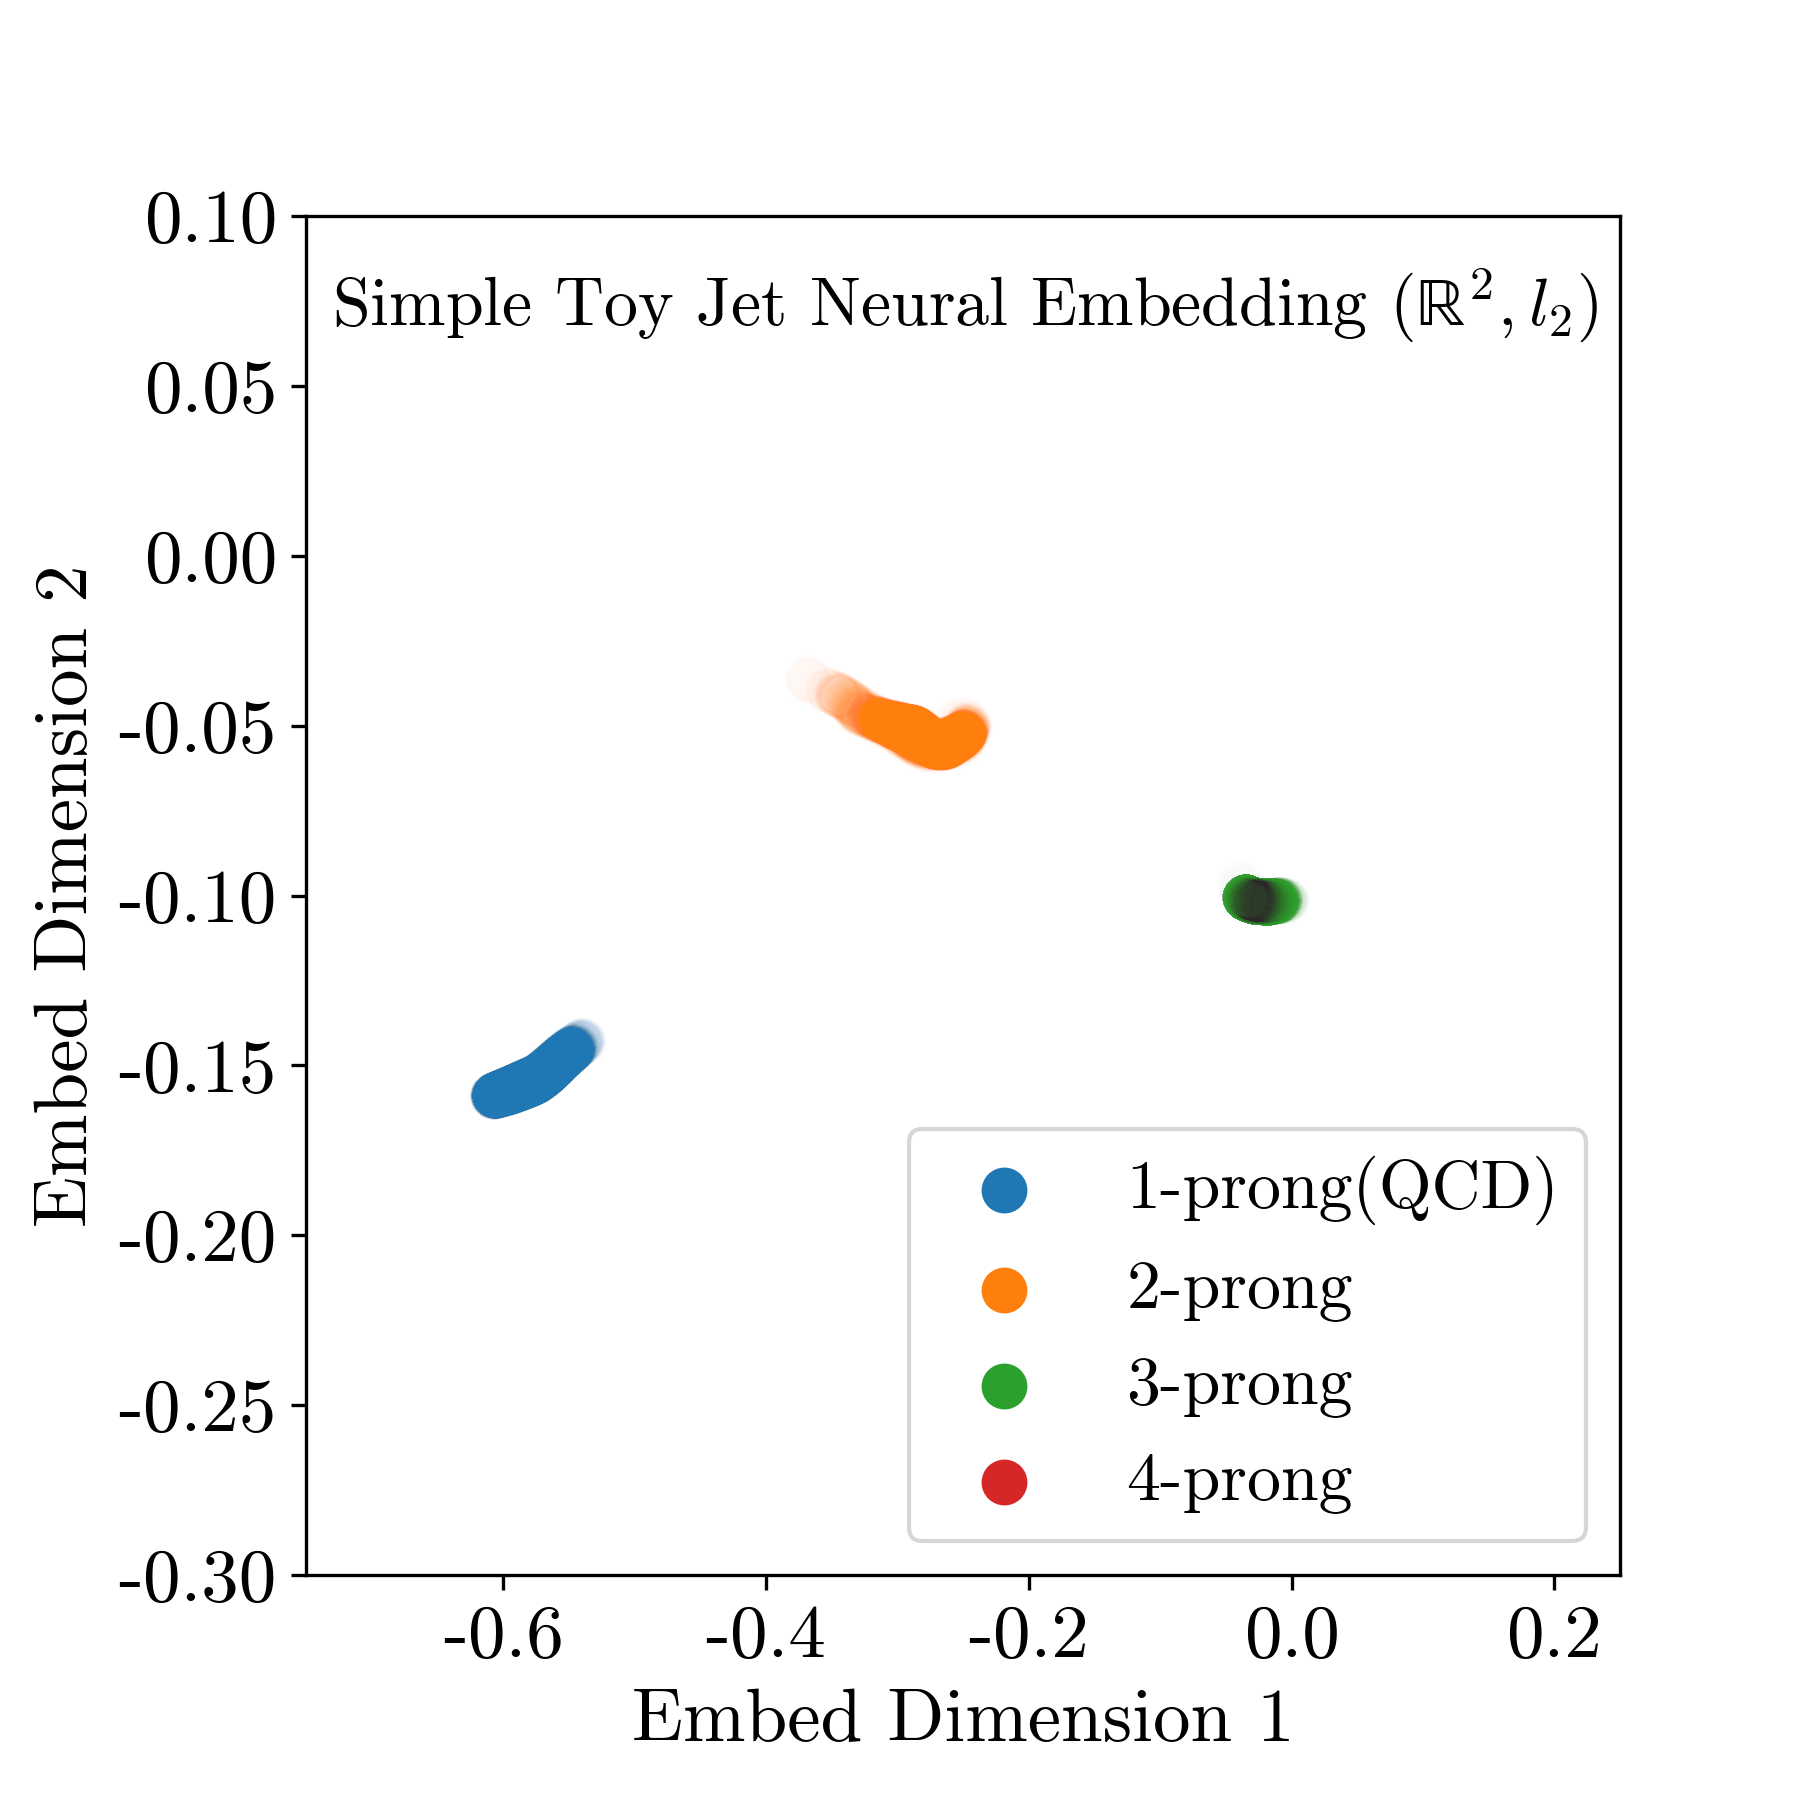 Simple Toy Jet Neural Embedding (ℝ², l₂)
0.10
0.05
0.00
-0.05
-0.10
-0.15
-0.20
-0.25
-0.30
Embed Dimension 2
1-prong(QCD)
2-prong
3-prong
4-prong
-0.6 -0.4 -0.2 0.0 0.2
Embed Dimension 1